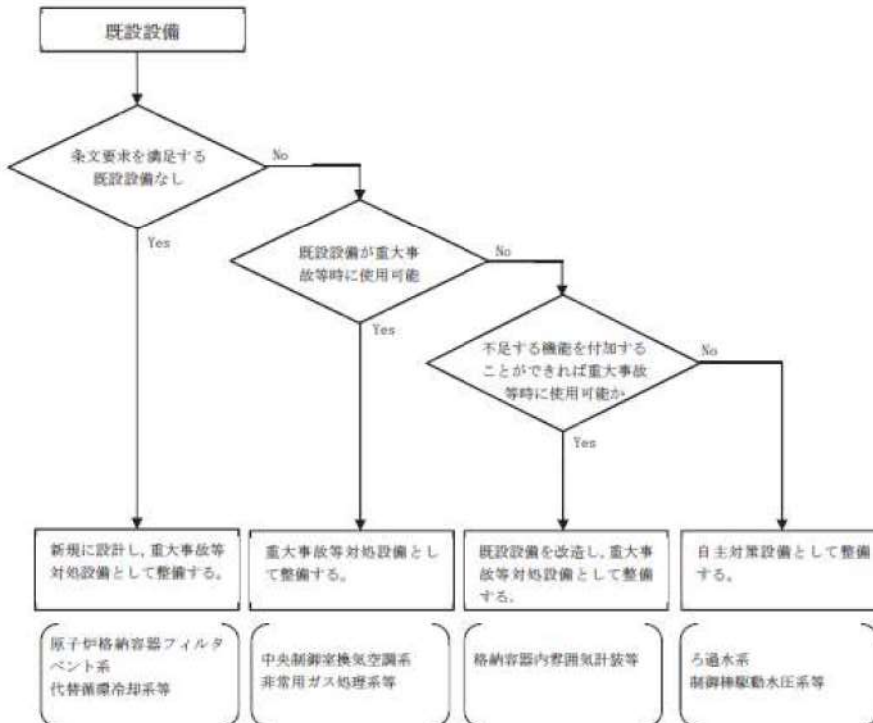 既設設備
条文要求を満足する
既設設備なし
No
Yes
既設設備が重大事
故等時に使用可能
No
Yes
不足する機能を付加する
ことができれば重大事故
等時に使用可能か
No
Yes
新規に設計し,重大事故等
対処設備として整備する。
重大事故等対処設備とし
て整備する。
既設設備を改造し,重大事
故等対処設備として整備
する.
自主対策設備として整備
する。
原子炉格納容器フィルタ
ベント系
代替循環冷却系等
中央制御室換気空調系
非常用ガス処理系等
格納容器内雰囲気計装等
ろ過水系
制御棒駆動水圧系等